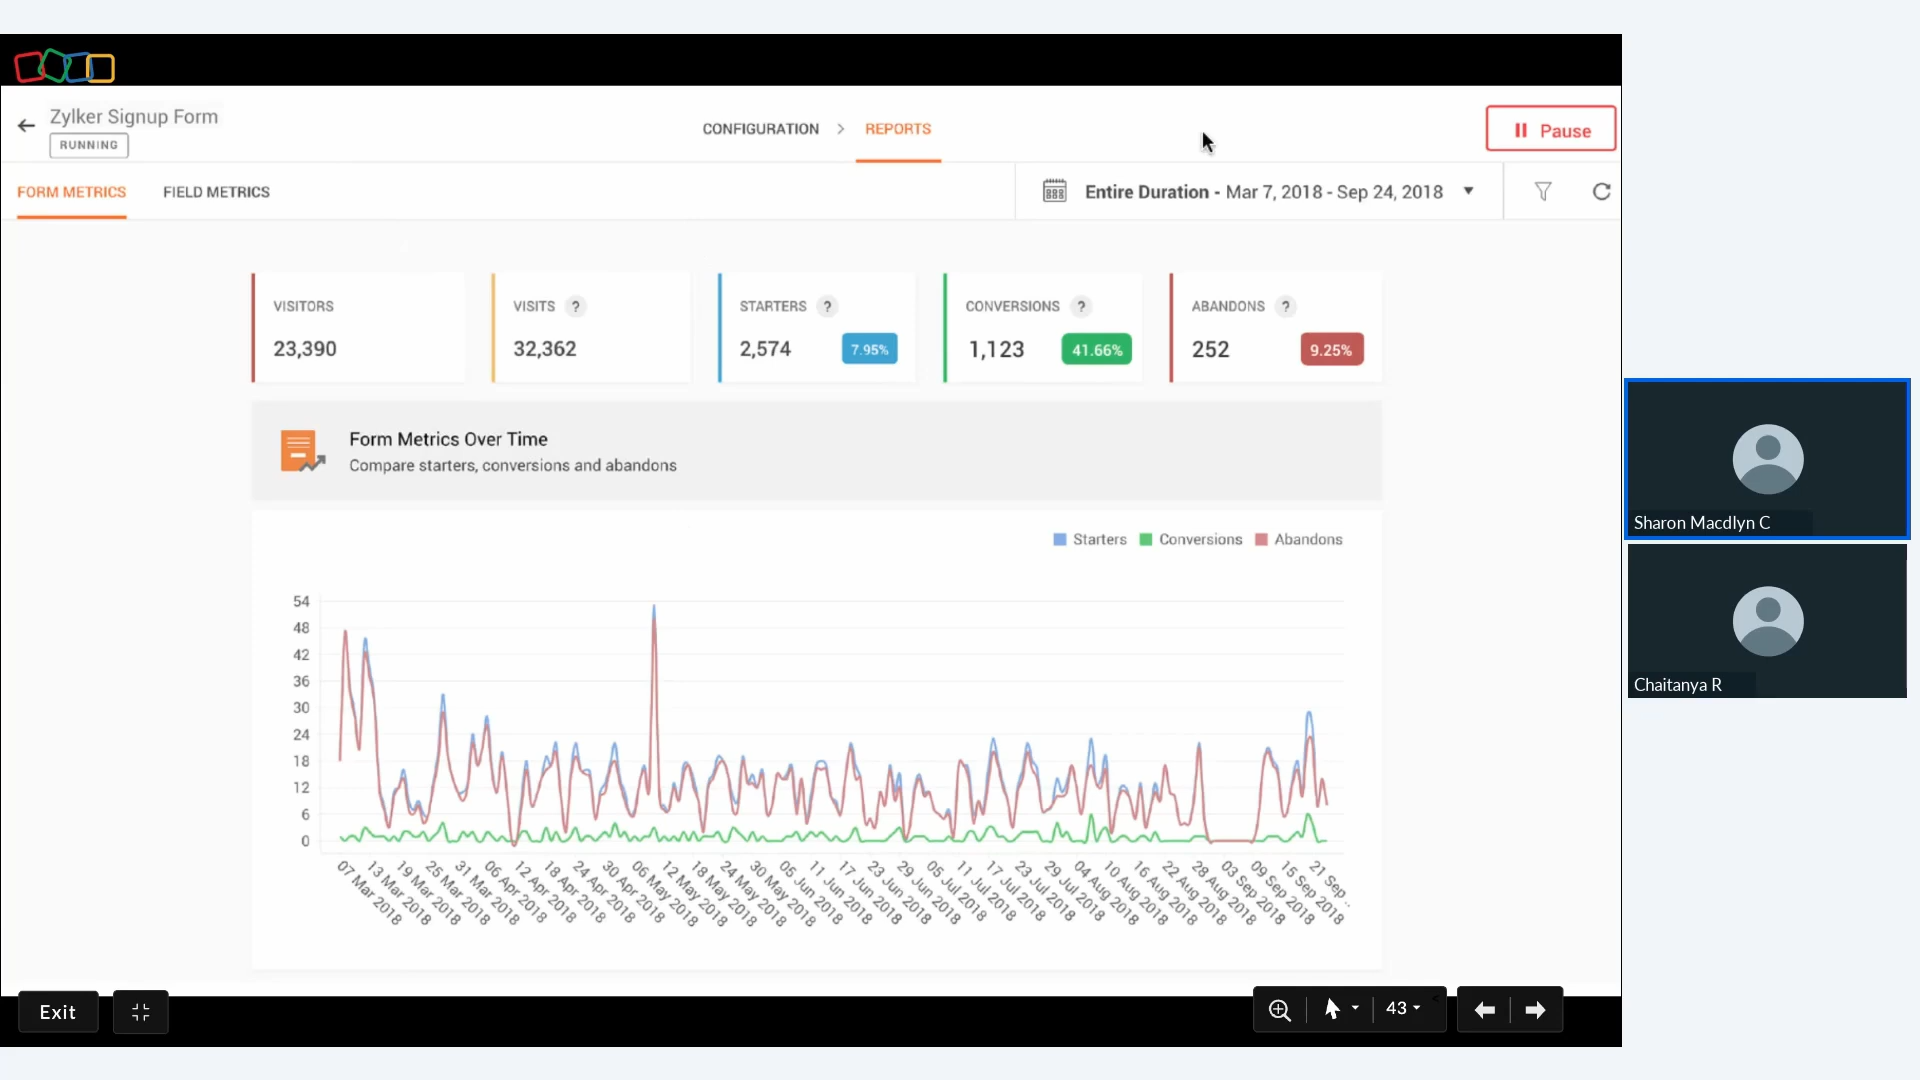 Zylker Signup Form
RUNNING
CONFIGURATION > REPORTS
Pause
FORM METRICS FIELD METRICS
Entire Duration - Mar 7, 2018 - Sep 24, 2018
VISITORS
23,390
VISITS ?
32,362
STARTERS ?
2,574 7.95%
CONVERSIONS ?
1,123 41.66%
ABANDONS ?
252 9.25%
Form Metrics Over Time
Compare starters, conversions and abandons
Starters Conversions Abandons
54
48
42
36
30
24
18
12
6
0
07 Mar 2018
13 Mar 2018
19 Mar 2018
25 Mar 2018
31 Mar 2018
06 Apr 2018
12 Apr 2018
18 Apr 2018
24 Apr 2018
30 Apr 2018
06 May 2018
12 May 2018
18 May 2018
24 May 2018
30 May 2018
05 Jun 2018
11 Jun 2018
17 Jun 2018
23 Jun 2018
29 Jun 2018
05 Jul 2018
11 Jul 2018
17 Jul 2018
23 Jul 2018
29 Jul 2018
04 Aug 2018
10 Aug 2018
16 Aug 2018
22 Aug 2018
28 Aug 2018
03 Sep 2018
09 Sep 2018
15 Sep 2018
21 Sep ..
Sharon Macdlyn C
Chaitanya R
Exit
43